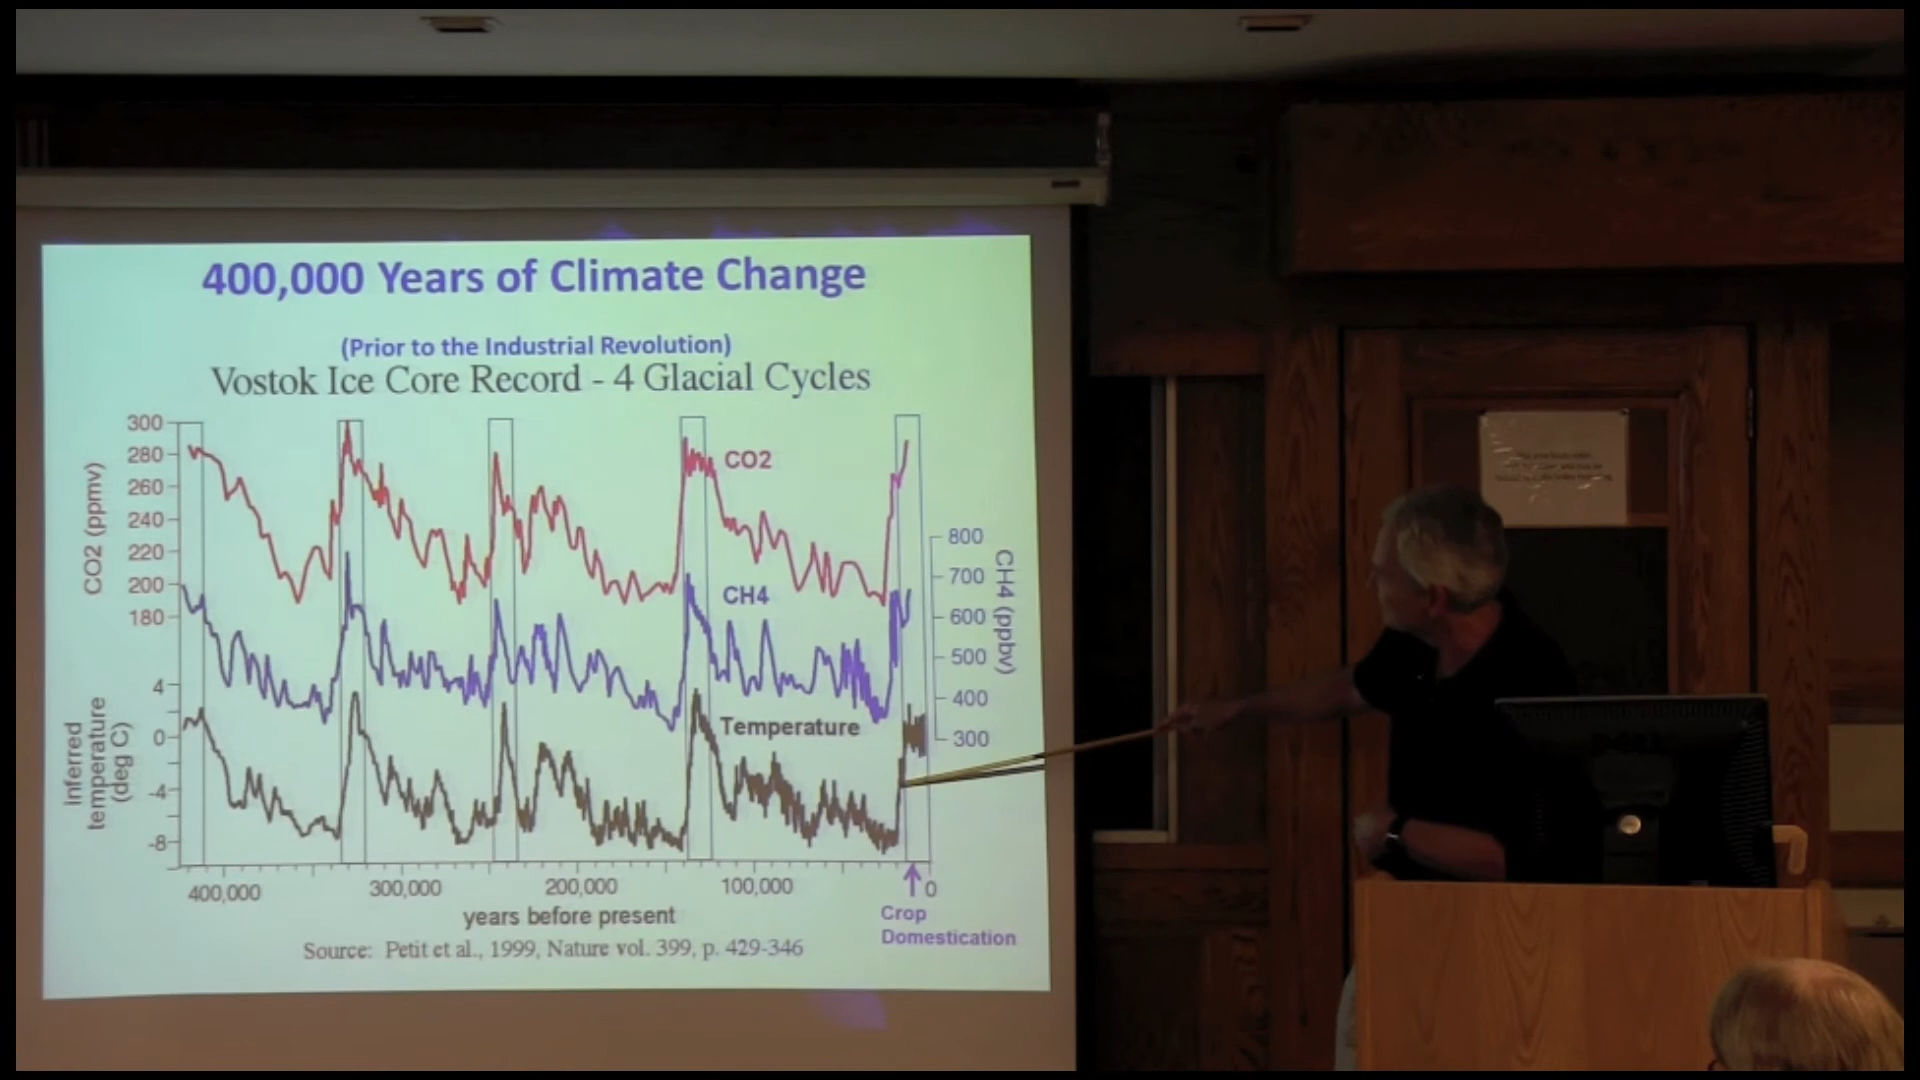 400,000 Years of Climate Change
(Prior to the Industrial Revolution)
Vostok Ice Core Record - 4 Glacial Cycles
300
280
260
240
220
200
180
CO2 (ppmv)
CO2
800
700
600
500
400
300
CH4 (ppbv)
CH4
4
0
-4
-8
Inferred
temperature
(deg C)
Temperature
400,000
300,000
200,000
100,000
0
years before present
Crop
Domestication
Source: Petit et al., 1999, Nature vol. 399, p. 429-346